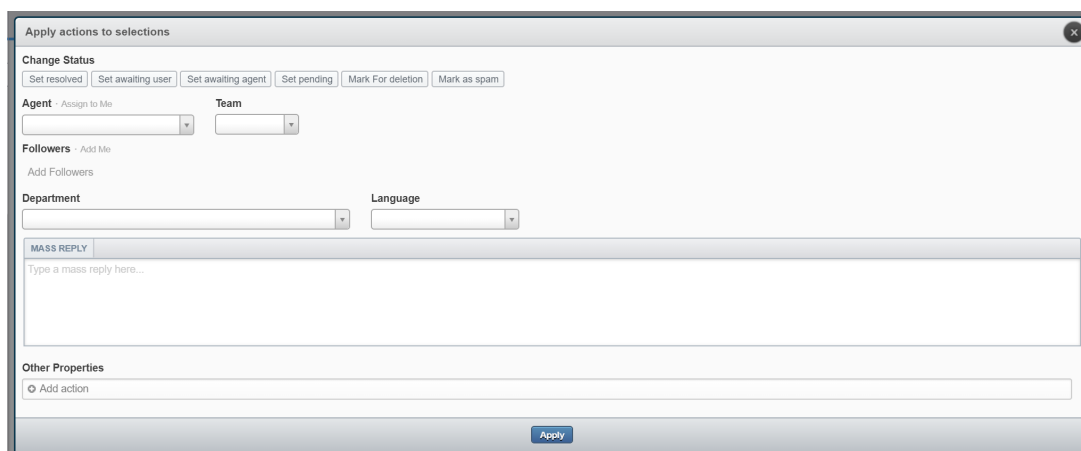 Apply actions to selections
Change Status
Set resolved Set awaiting user Set awaiting agent Set pending Mark For deletion Mark as spam
Agent · Assign to Me Team
Followers · Add Me
Add Followers
Department Language
MASS REPLY
Type a mass reply here...
Other Properties
Add action
Apply